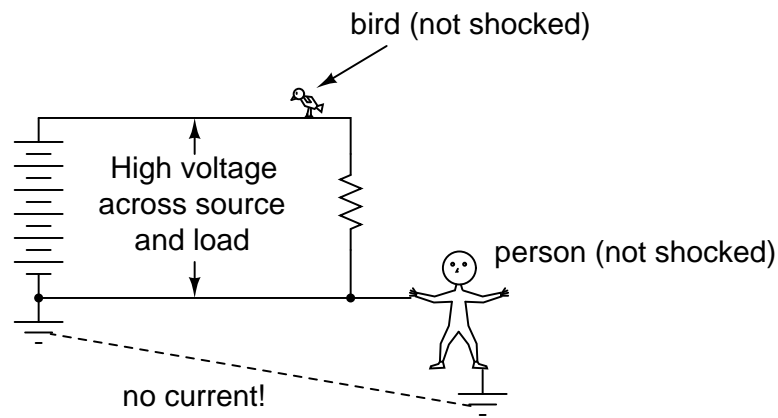 bird (not shocked)
High voltage
across source
and load
person (not shocked)
no current!